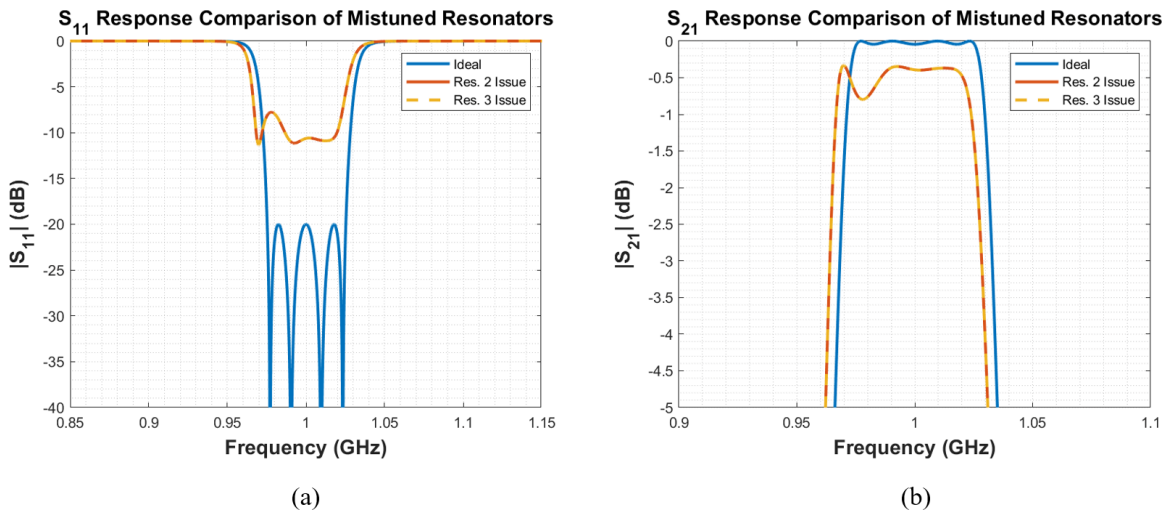 S11 Response Comparison of Mistuned Resonators
0
-5
-10
-15
-20
-25
-30
-35
-40
|S11| (dB)
Ideal
Res. 2 Issue
Res. 3 Issue
0.85
0.9
0.95
1
1.05
1.1
1.15
Frequency (GHz)
(a)
S21 Response Comparison of Mistuned Resonators
0
-0.5
-1
-1.5
-2
-2.5
-3
-3.5
-4
-4.5
-5
|S21| (dB)
Ideal
Res. 2 Issue
Res. 3 Issue
0.9
0.95
1
1.05
1.1
Frequency (GHz)
(b)